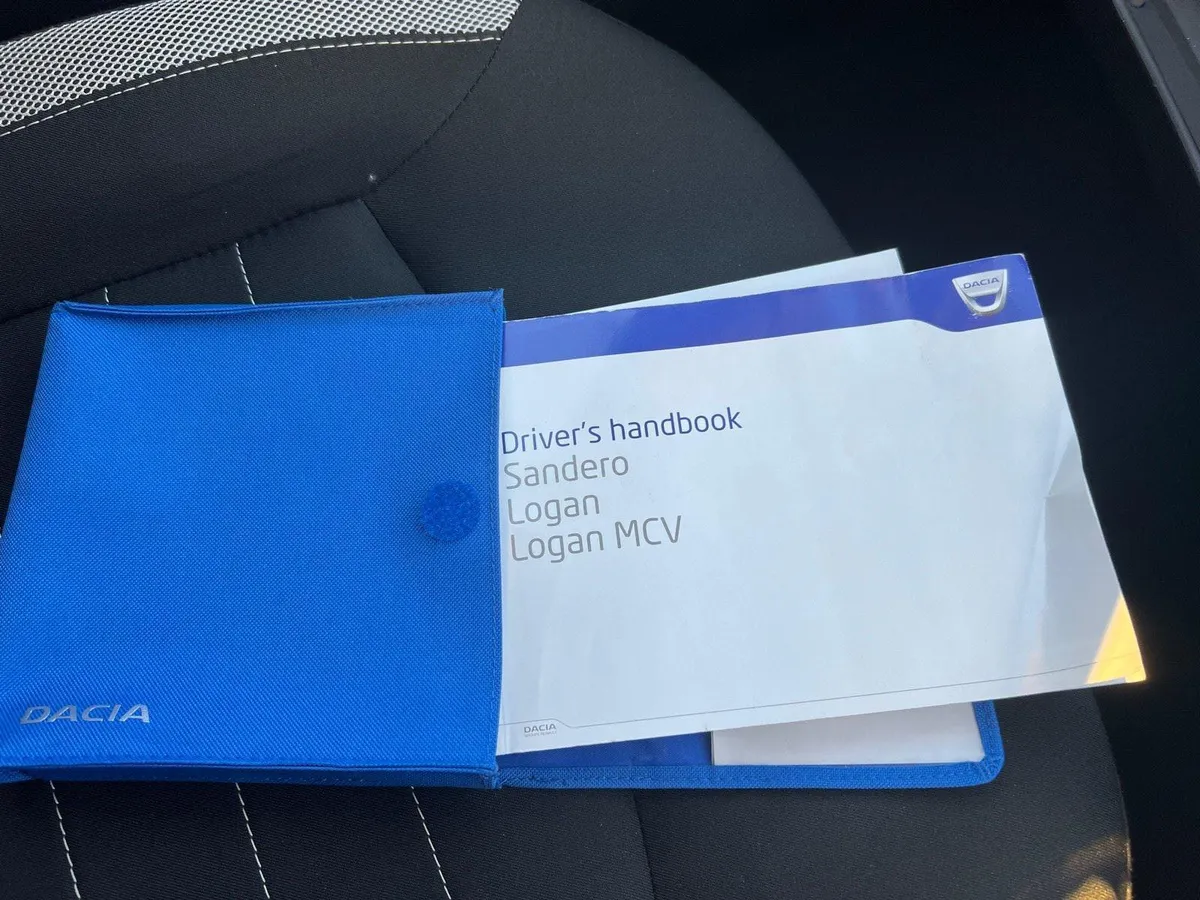 DACIA
Driver's handbook
Sandero
Logan
Logan MCV
DACIA
DACIA